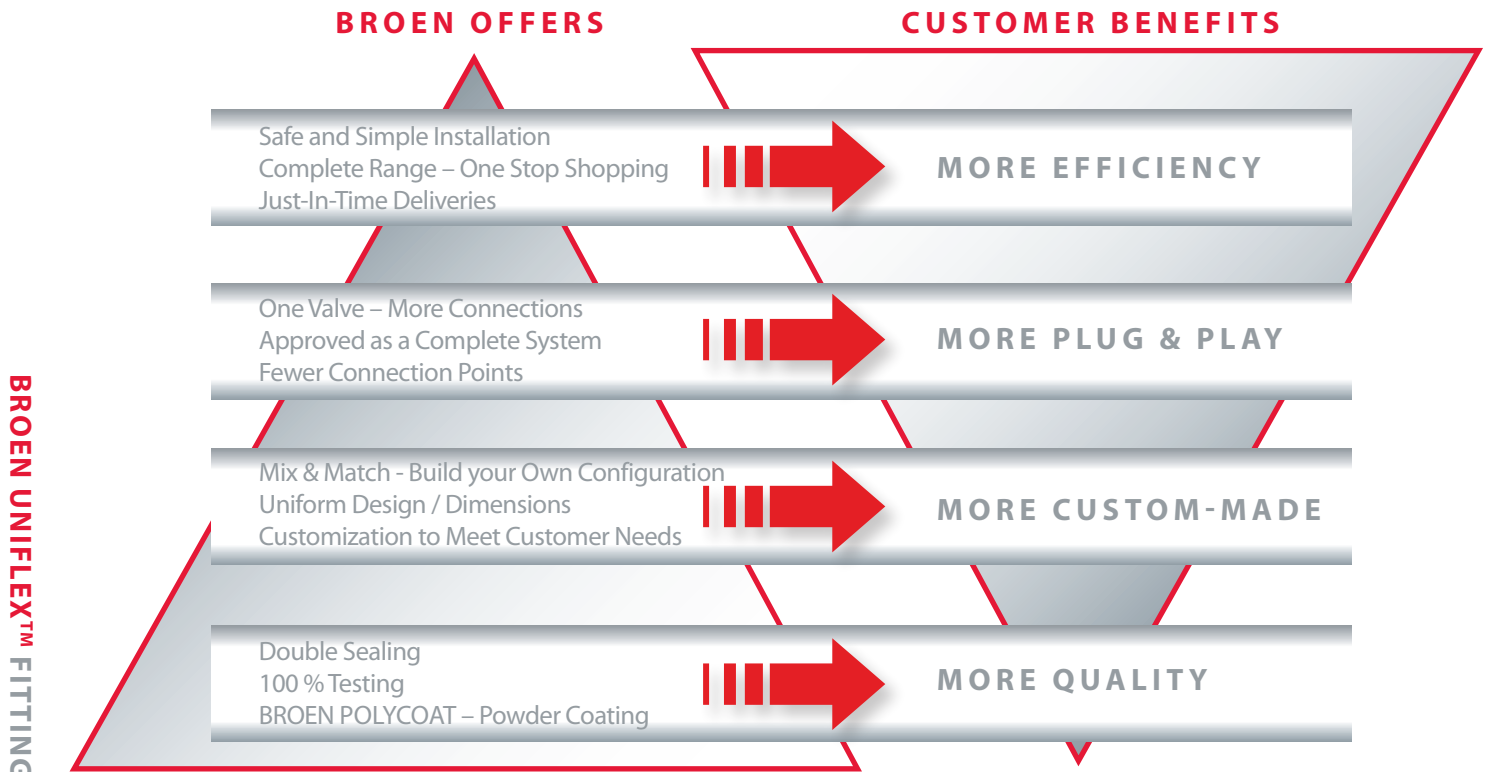 BROEN OFFERS
CUSTOMER BENEFITS
Safe and Simple Installation
Complete Range – One Stop Shopping
Just-In-Time Deliveries
MORE EFFICIENCY
One Valve – More Connections
Approved as a Complete System
Fewer Connection Points
MORE PLUG & PLAY
Mix & Match - Build your Own Configuration
Uniform Design / Dimensions
Customization to Meet Customer Needs
MORE CUSTOM-MADE
Double Sealing
100 % Testing
BROEN POLYCOAT – Powder Coating
MORE QUALITY
BROEN UNIFLEX™ FITTING